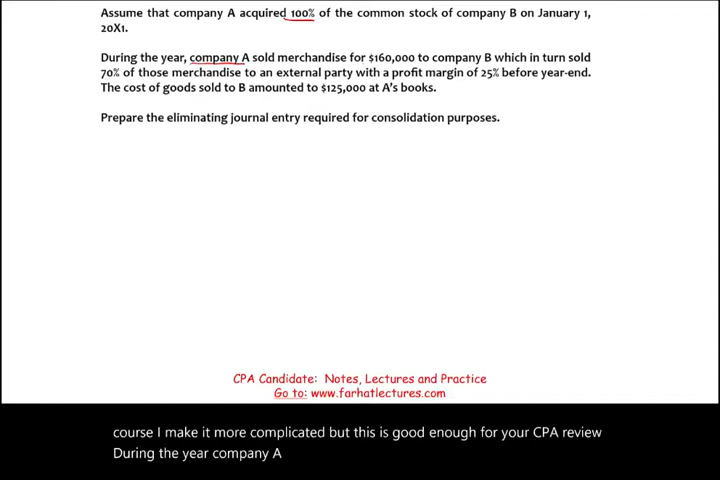 Assume that company A acquired 100% of the common stock of company B on January 1,
20X1.
During the year, company A sold merchandise for $160,000 to company B which in turn sold
70% of those merchandise to an external party with a profit margin of 25% before year-end.
The cost of goods sold to B amounted to $125,000 at A's books.
Prepare the eliminating journal entry required for consolidation purposes.
CPA Candidate: Notes, Lectures and Practice
Go to: www.farhatlectures.com
course I make it more complicated but this is good enough for your CPA review
During the year company A